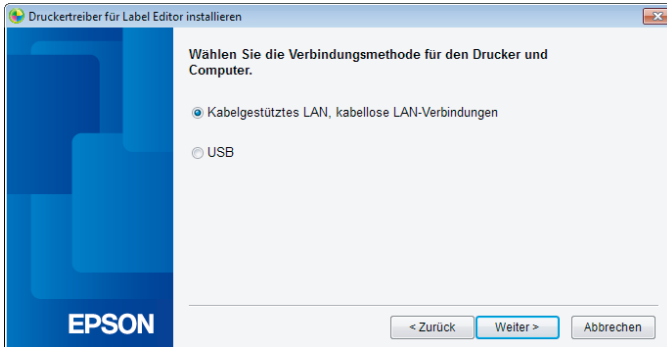 Druckertreiber für Label Editor installieren
Wählen Sie die Verbindungsmethode für den Drucker und
Computer.
Kabelgestütztes LAN, kabellose LAN-Verbindungen
USB
EPSON
< Zurück
Weiter >
Abbrechen